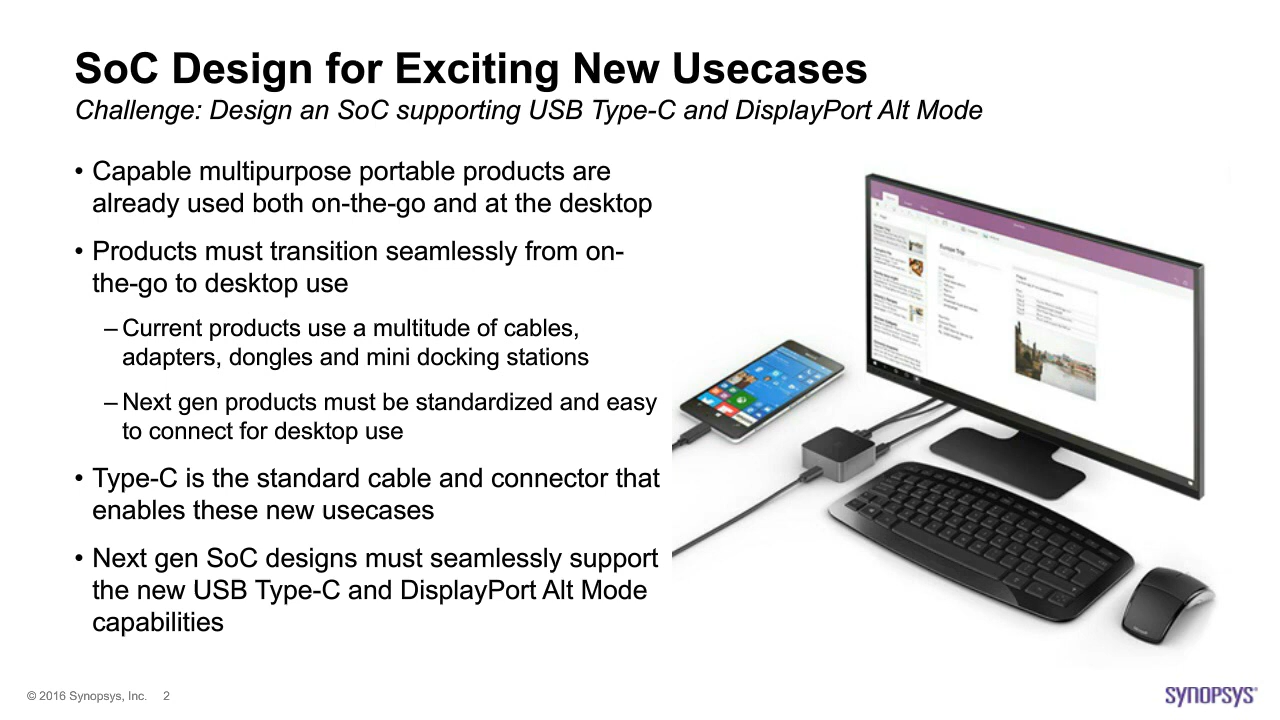 SoC Design for Exciting New Usecases
Challenge: Design an SoC supporting USB Type-C and DisplayPort Alt Mode
• Capable multipurpose portable products are
already used both on-the-go and at the desktop
• Products must transition seamlessly from on-
the-go to desktop use
– Current products use a multitude of cables,
adapters, dongles and mini docking stations
– Next gen products must be standardized and easy
to connect for desktop use
• Type-C is the standard cable and connector that
enables these new usecases
• Next gen SoC designs must seamlessly support
the new USB Type-C and DisplayPort Alt Mode
capabilities
Europe Trip
Microsoft
© 2016 Synopsys, Inc. 2
SYNOPSYS®